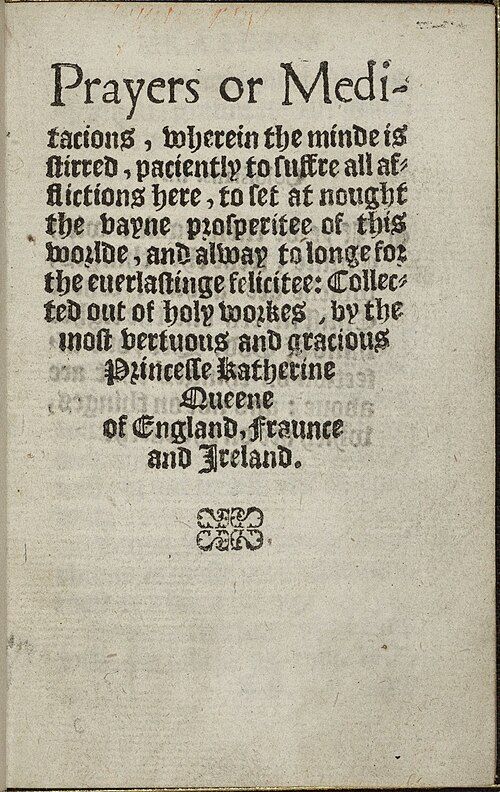 Prayers or Medi-
tacions, wherein the minde is
stirred, paciently to suffre all af-
flictions here, to set at nought
the vayne prosperitee of this
worlde, and alway to longe for
the euerlastinge felicitee: Collec-
ted out of holy workes, by the
most vertuous and gracious
Princesse Katherine
Queene
of England, Fraunce
and Ireland.